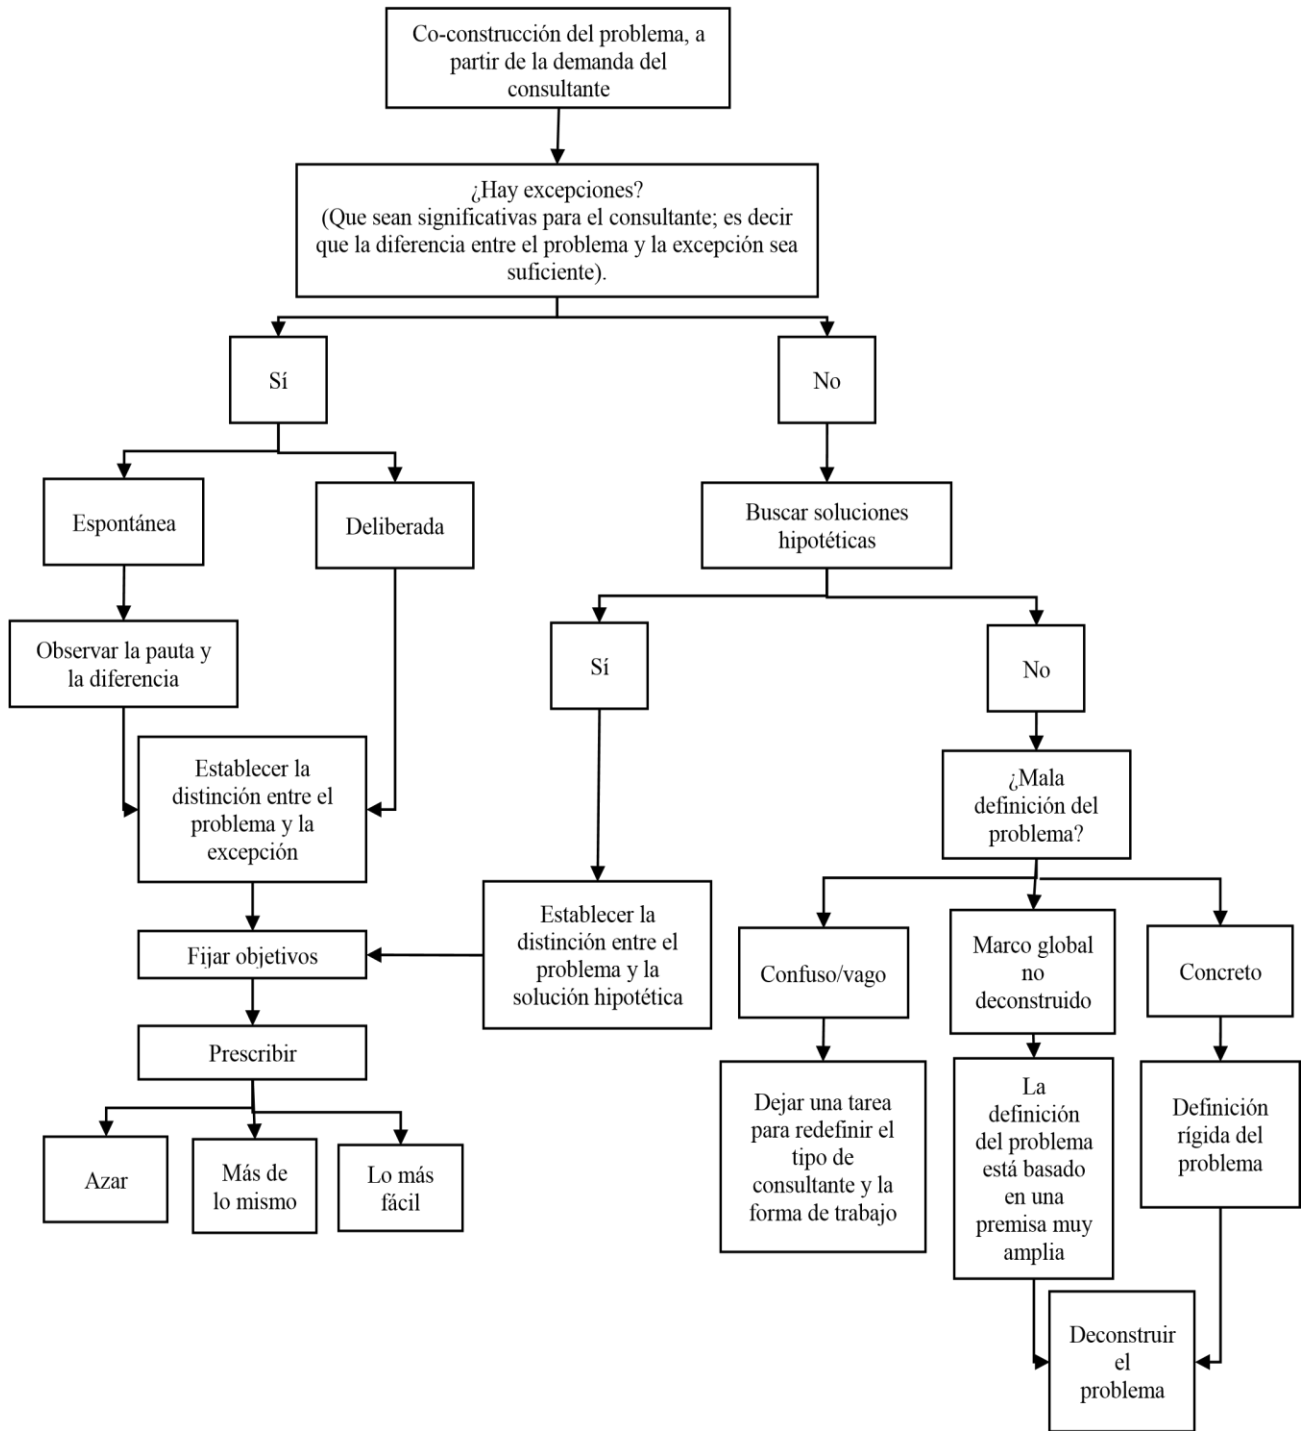 Co-construcción del problema, a
partir de la demanda del
consultante
¿Hay excepciones?
(Que sean significativas para el consultante; es decir
que la diferencia entre el problema y la excepción sea
suficiente).
Sí
No
Espontánea
Deliberada
Buscar soluciones
hipotéticas
Observar la pauta y
la diferencia
Sí
No
Establecer la
distinción entre el
problema y la
excepción
¿Mala
definición del
problema?
Fijar objetivos
Establecer la
distinción entre el
problema y la
solución hipotética
Confuso/vago
Marco global
no
deconstruido
Concreto
Prescribir
Azar
Más de
lo mismo
Lo más
fácil
Dejar una tarea
para redefinir el
tipo de
consultante y la
forma de trabajo
La
definición
del problema
está basado
en una
premisa muy
amplia
Definición
rígida del
problema
Deconstruir
el
problema